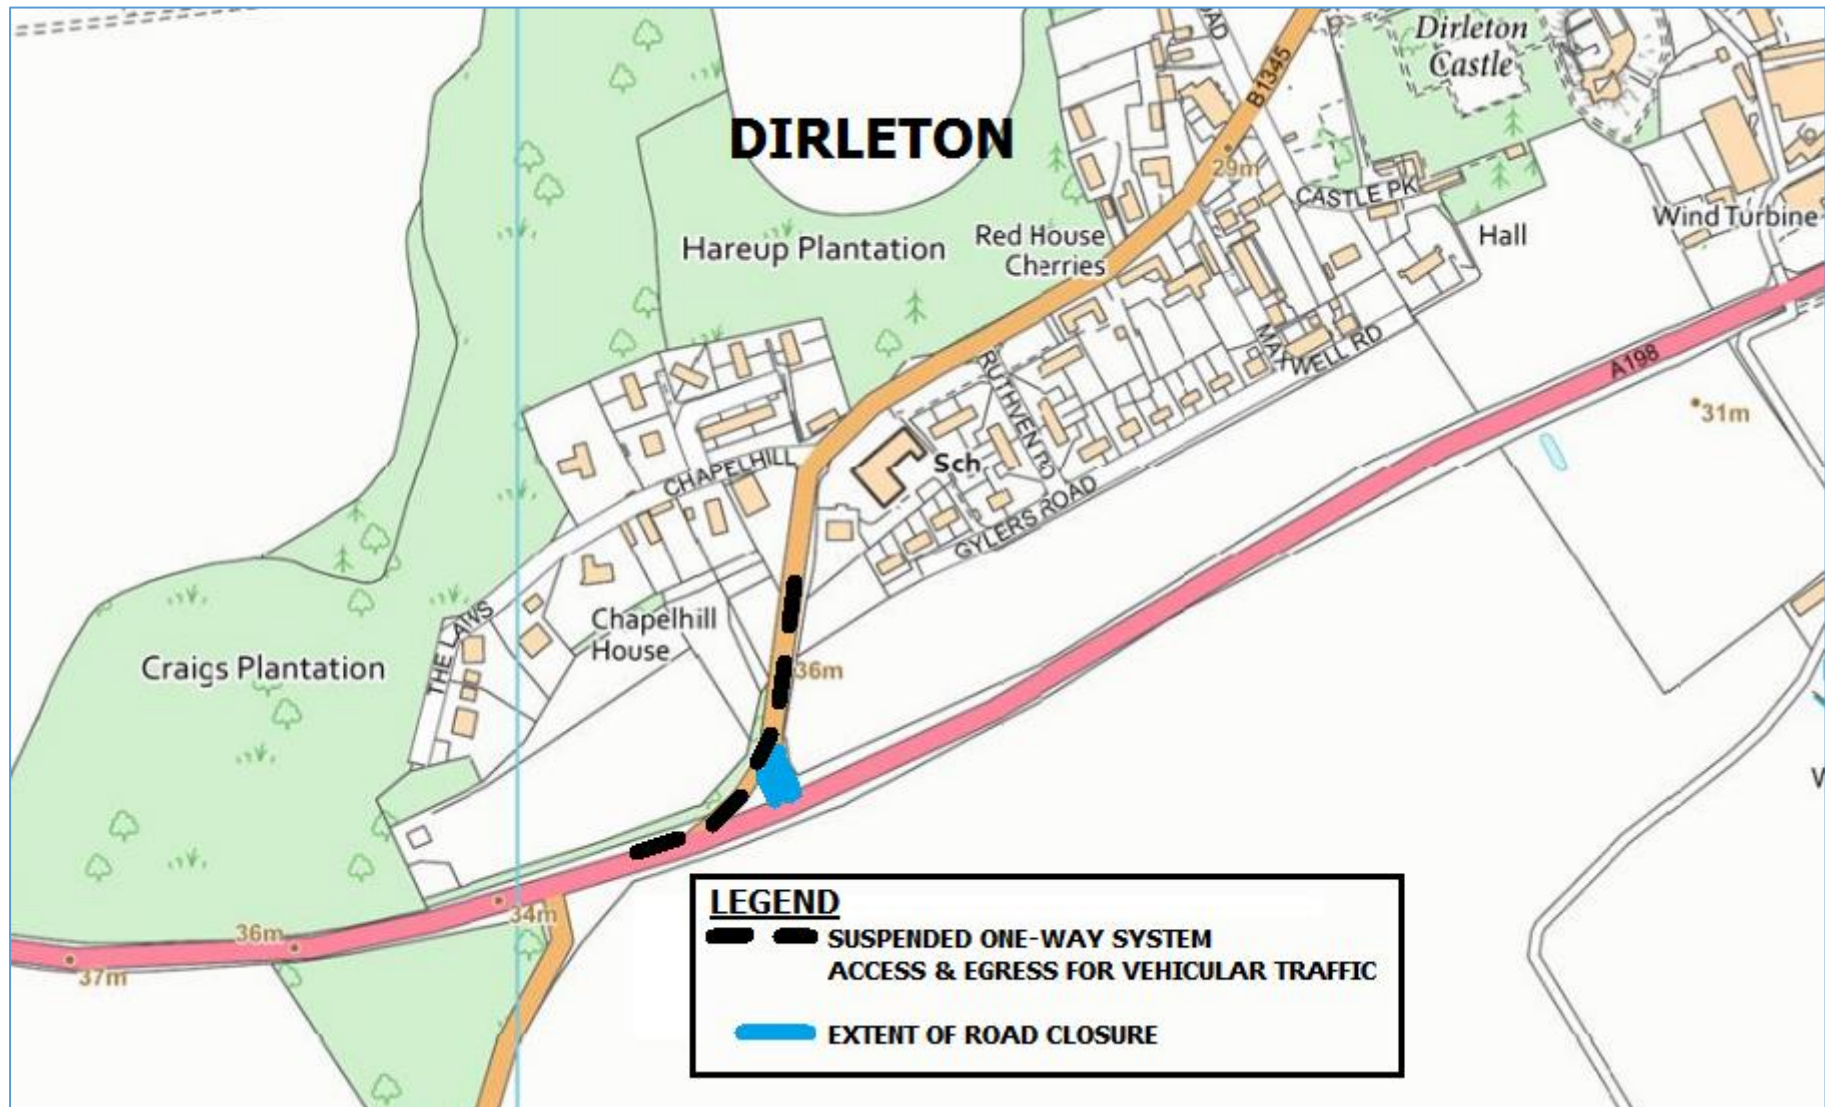 OAD
B1345
Dirleton
Castle
DIRLETON
29m
CASTLE PK
Hareup Plantation
Red House
Cherries
Hall
Wind Turbine
MAXWELL RD
A198
31m
RUTHVEN RD
CHAPELHILL
Sch
GYLERS ROAD
THE LAWS
Chapelhill
House
Craigs Plantation
36m
W
34m
36m
37m
LEGEND
SUSPENDED ONE-WAY SYSTEM
ACCESS & EGRESS FOR VEHICULAR TRAFFIC
EXTENT OF ROAD CLOSURE